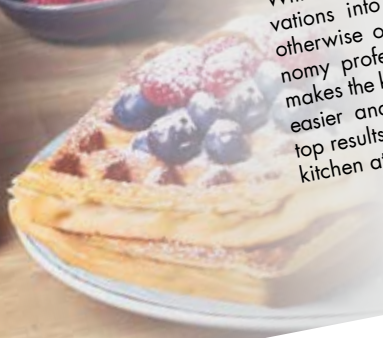 vations into
otherwise o
nomy profe
makes the
easier and
top results
kitchen at